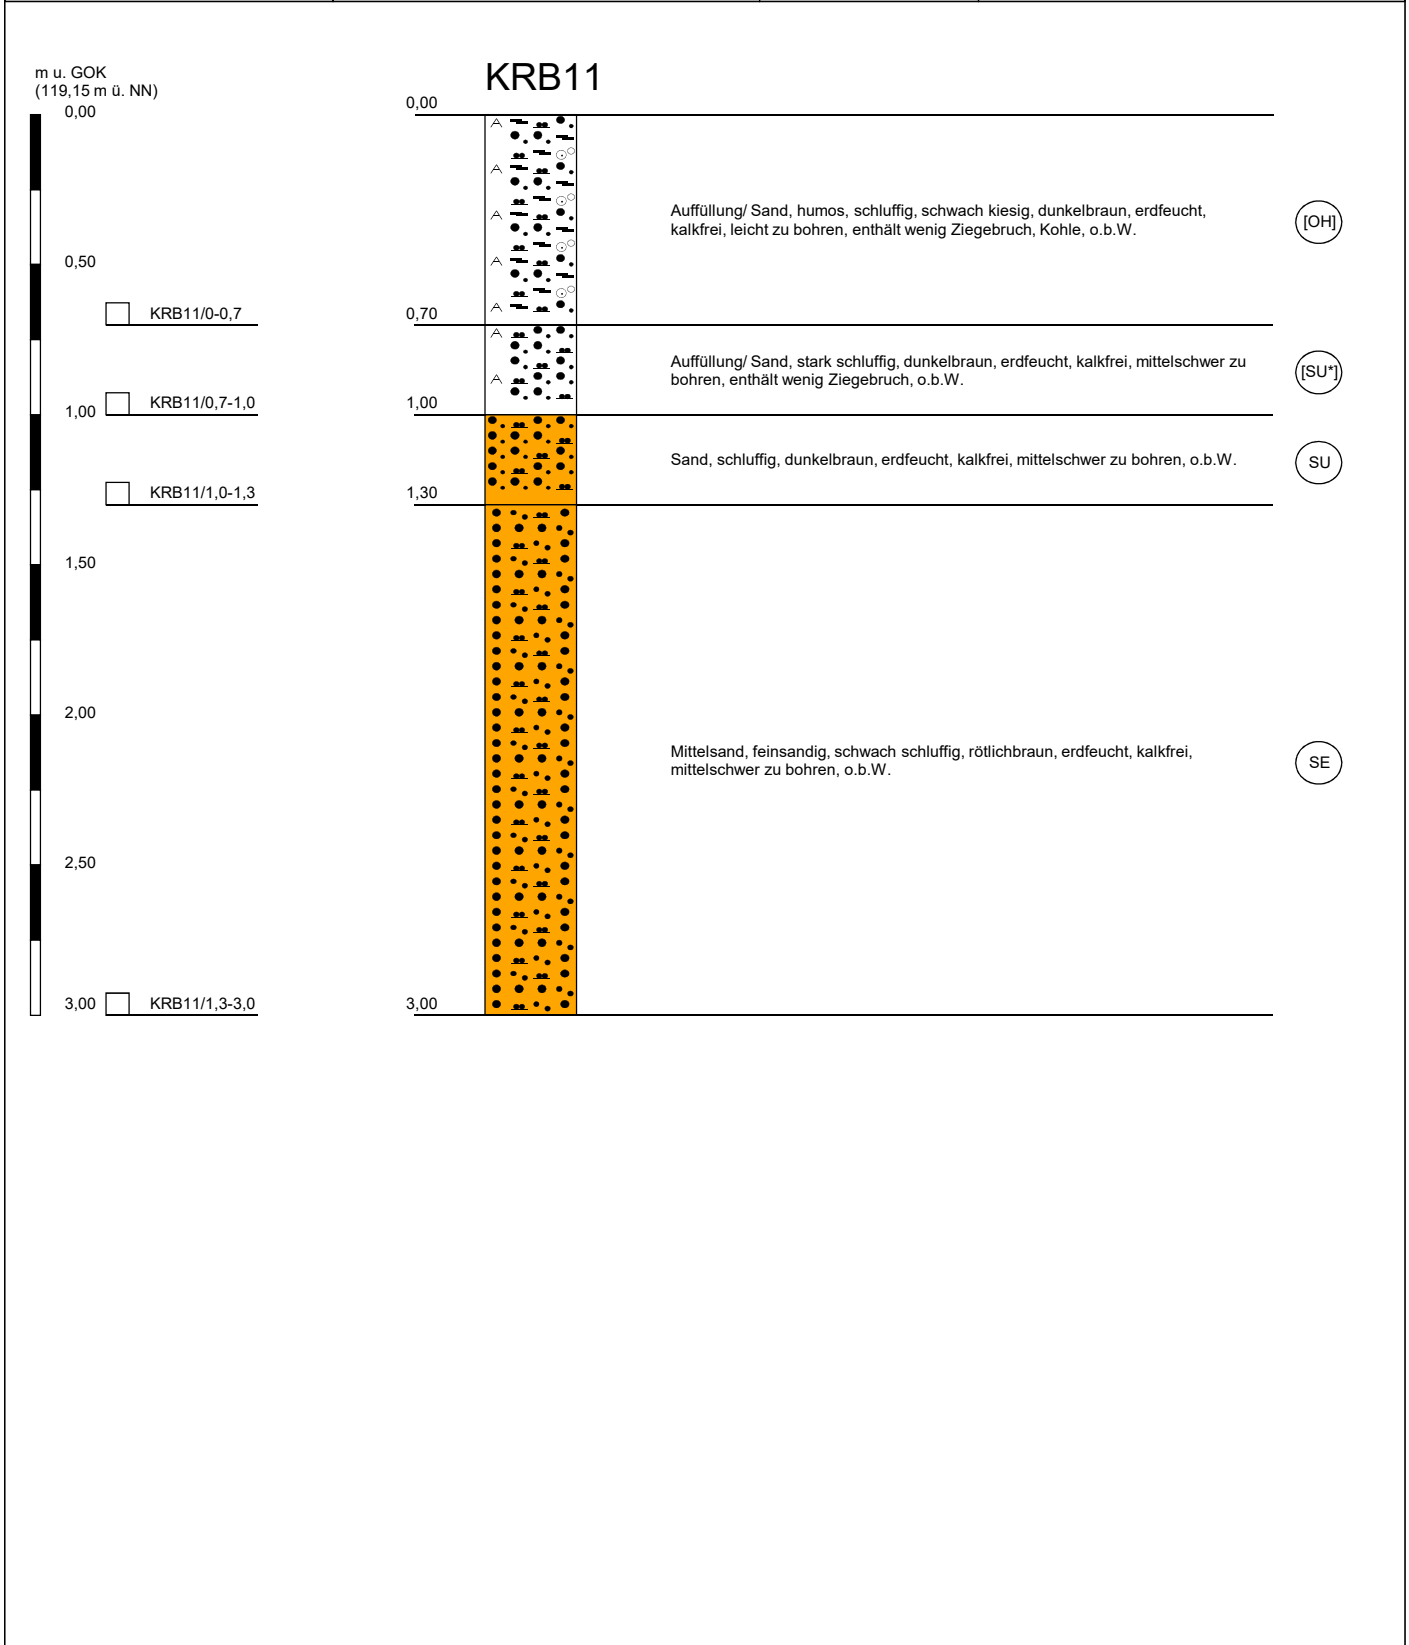 KRB11
m u. GOK
(119,15 m ü. NN)
0,00
0,00
Auffüllung/ Sand, humos, schluffig, schwach kiesig, dunkelbraun, erdfeucht,
kalkfrei, leicht zu bohren, enthält wenig Ziegebruch, Kohle, o.b.W.
[OH]
0,50
KRB11/0-0,7
0,70
Auffüllung/ Sand, stark schluffig, dunkelbraun, erdfeucht, kalkfrei, mittelschwer zu
bohren, enthält wenig Ziegebruch, o.b.W.
[SU*]
KRB11/0,7-1,0
1,00
1,00
Sand, schluffig, dunkelbraun, erdfeucht, kalkfrei, mittelschwer zu bohren, o.b.W.
SU
KRB11/1,0-1,3
1,30
1,50
2,00
Mittelsand, feinsandig, schwach schluffig, rötlichbraun, erdfeucht, kalkfrei,
mittelschwer zu bohren, o.b.W.
SE
2,50
3,00
KRB11/1,3-3,0
3,00